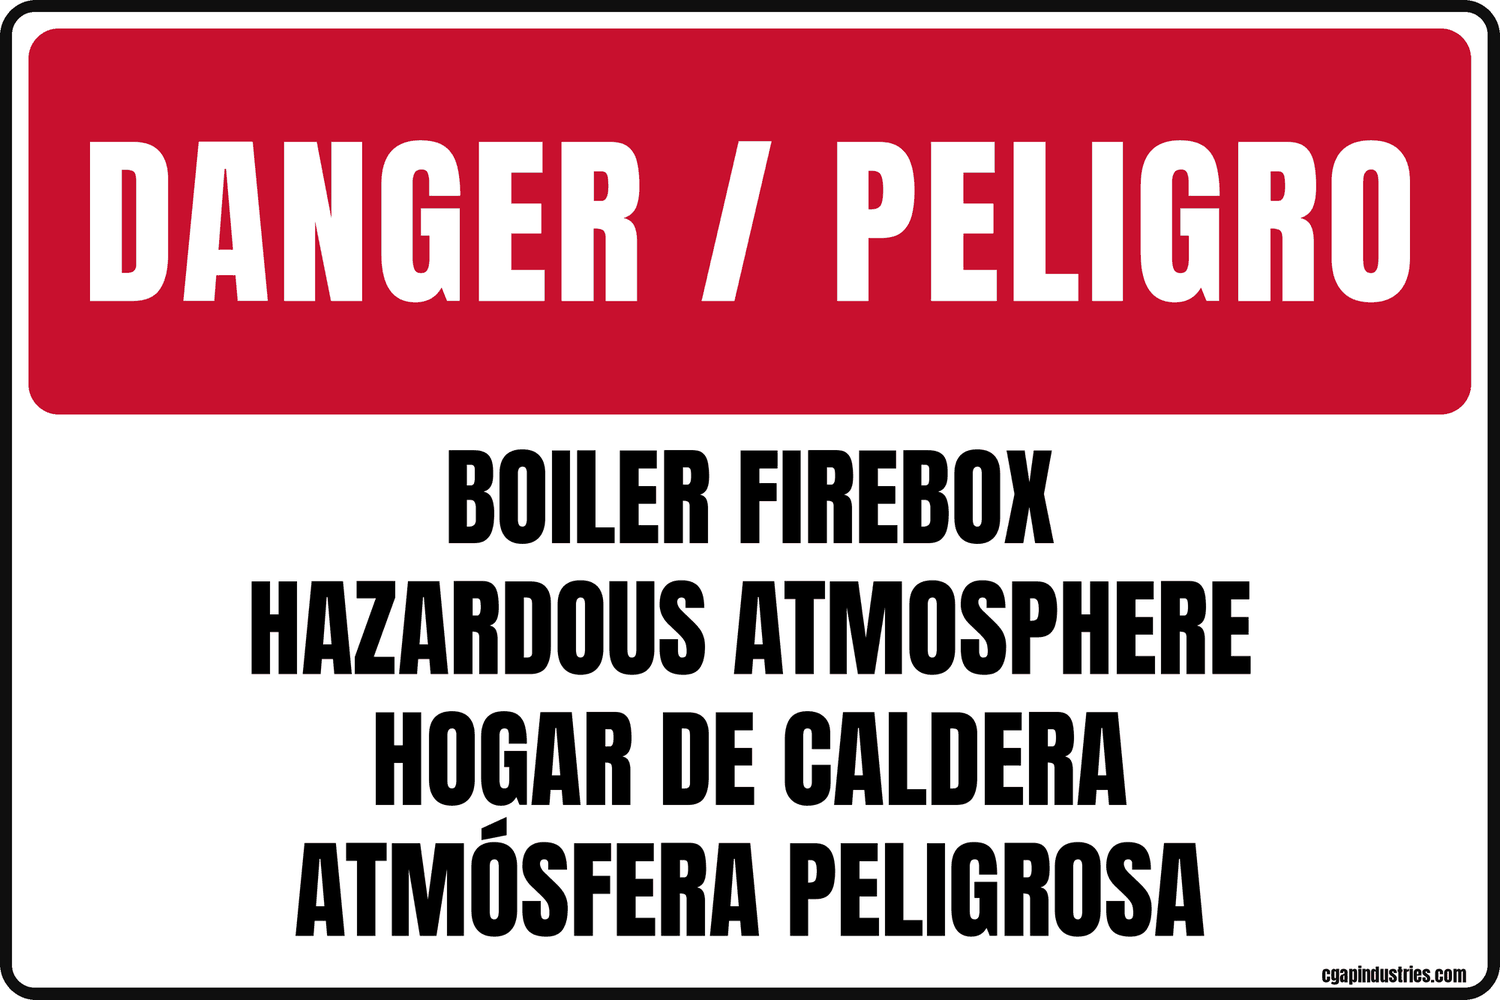 DANGER / PELIGRO
BOILER FIREBOX
HAZARDOUS ATMOSPHERE
HOGAR DE CALDERA
ATMÓSFERA PELIGROSA
cgapindustries.com